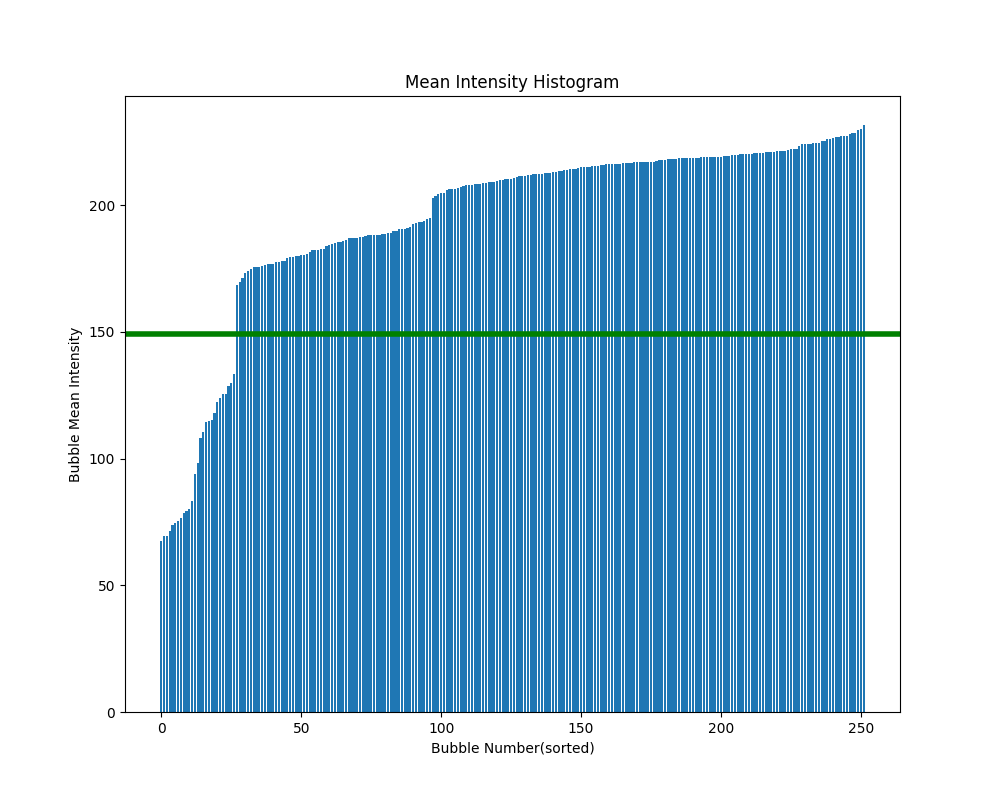 Mean Intensity Histogram
200
150
100
50
0
Bubble Mean Intensity
0 50 100 150 200 250
Bubble Number(sorted)